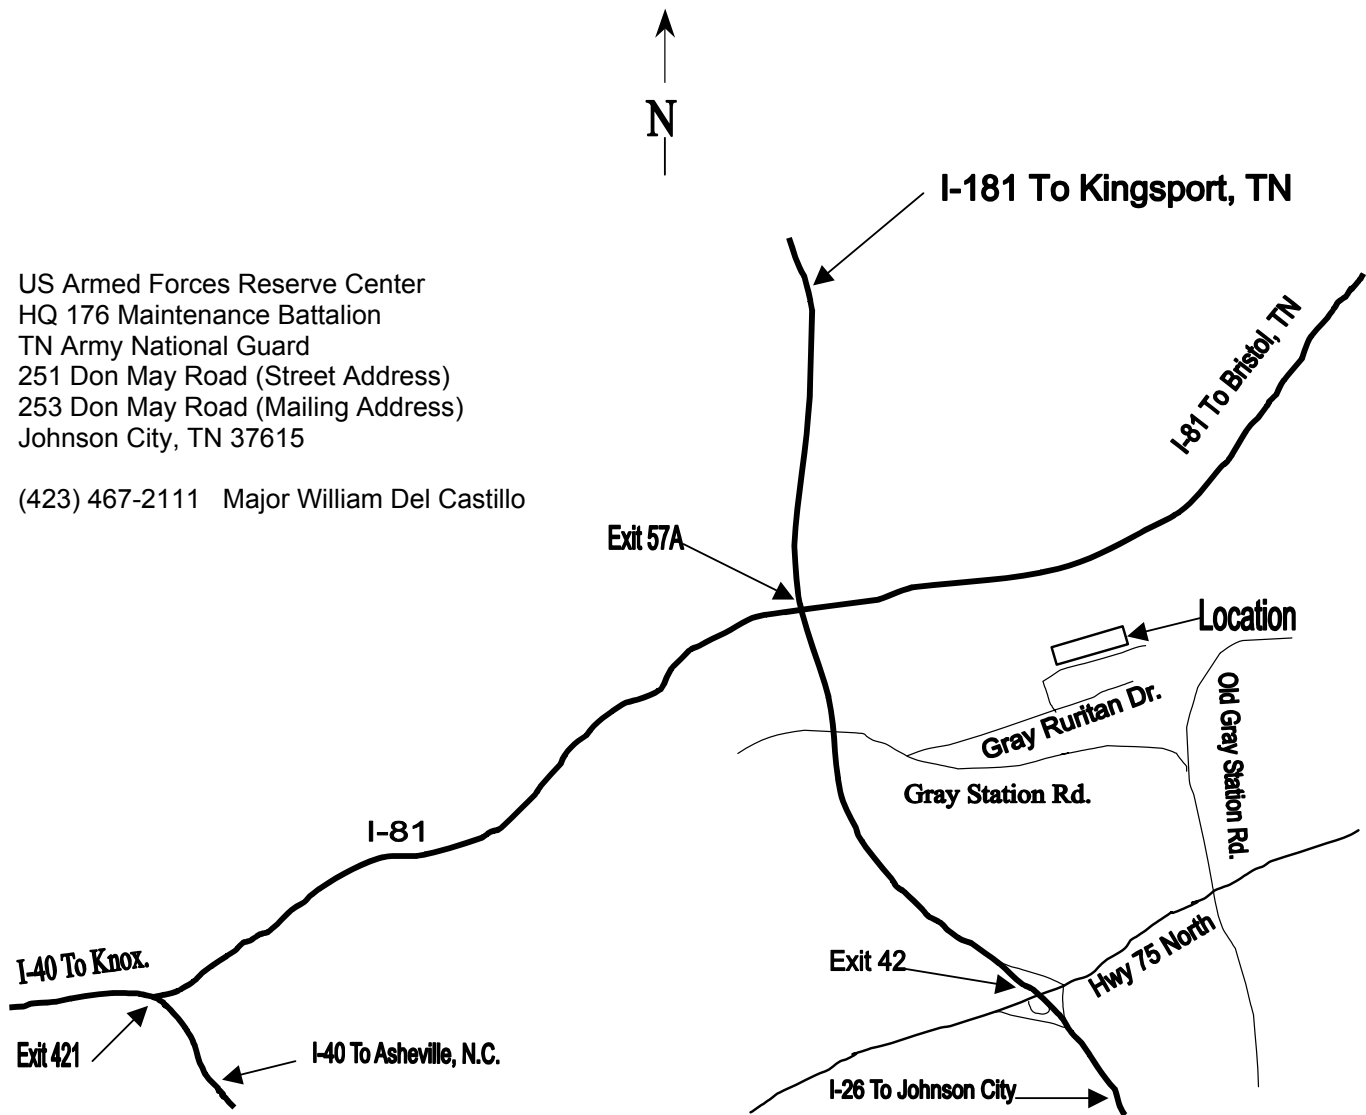 N
I-181 To Kingsport, TN
US Armed Forces Reserve Center
HQ 176 Maintenance Battalion
TN Army National Guard
251 Don May Road (Street Address)
253 Don May Road (Mailing Address)
Johnson City, TN 37615
(423) 467-2111   Major William Del Castillo
I-81 To Bristol, TN
Exit 57A
Location
Gray Ruritan Dr.
Old Gray Station Rd.
Gray Station Rd.
I-81
Hwy 75 North
I-40 To Knox.
Exit 42
Exit 421
I-40 To Asheville, N.C.
I-26 To Johnson City